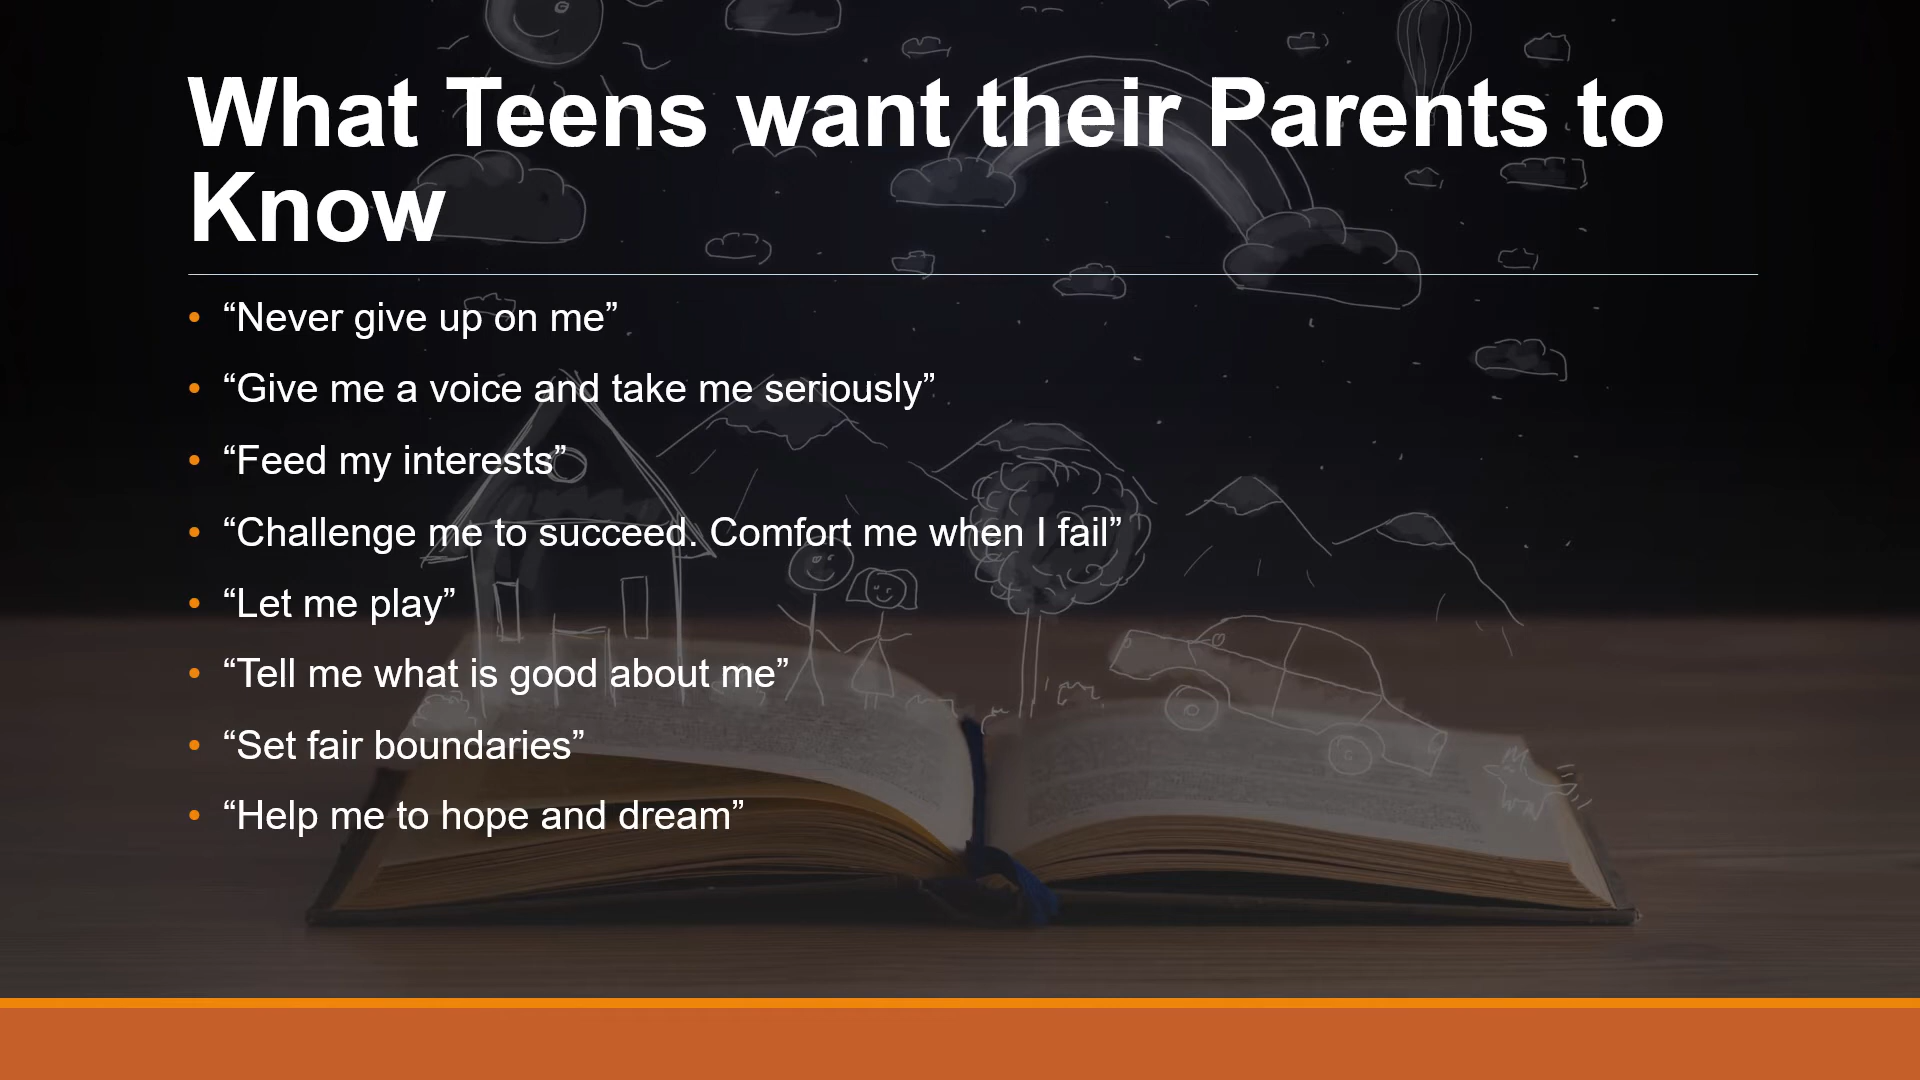 What Teens want their Parents to
Know
• “Never give up on me”
• “Give me a voice and take me seriously”
• “Feed my interests”
• “Challenge me to succeed. Comfort me when I fail”
• “Let me play”
• “Tell me what is good about me”
• “Set fair boundaries”
• “Help me to hope and dream”